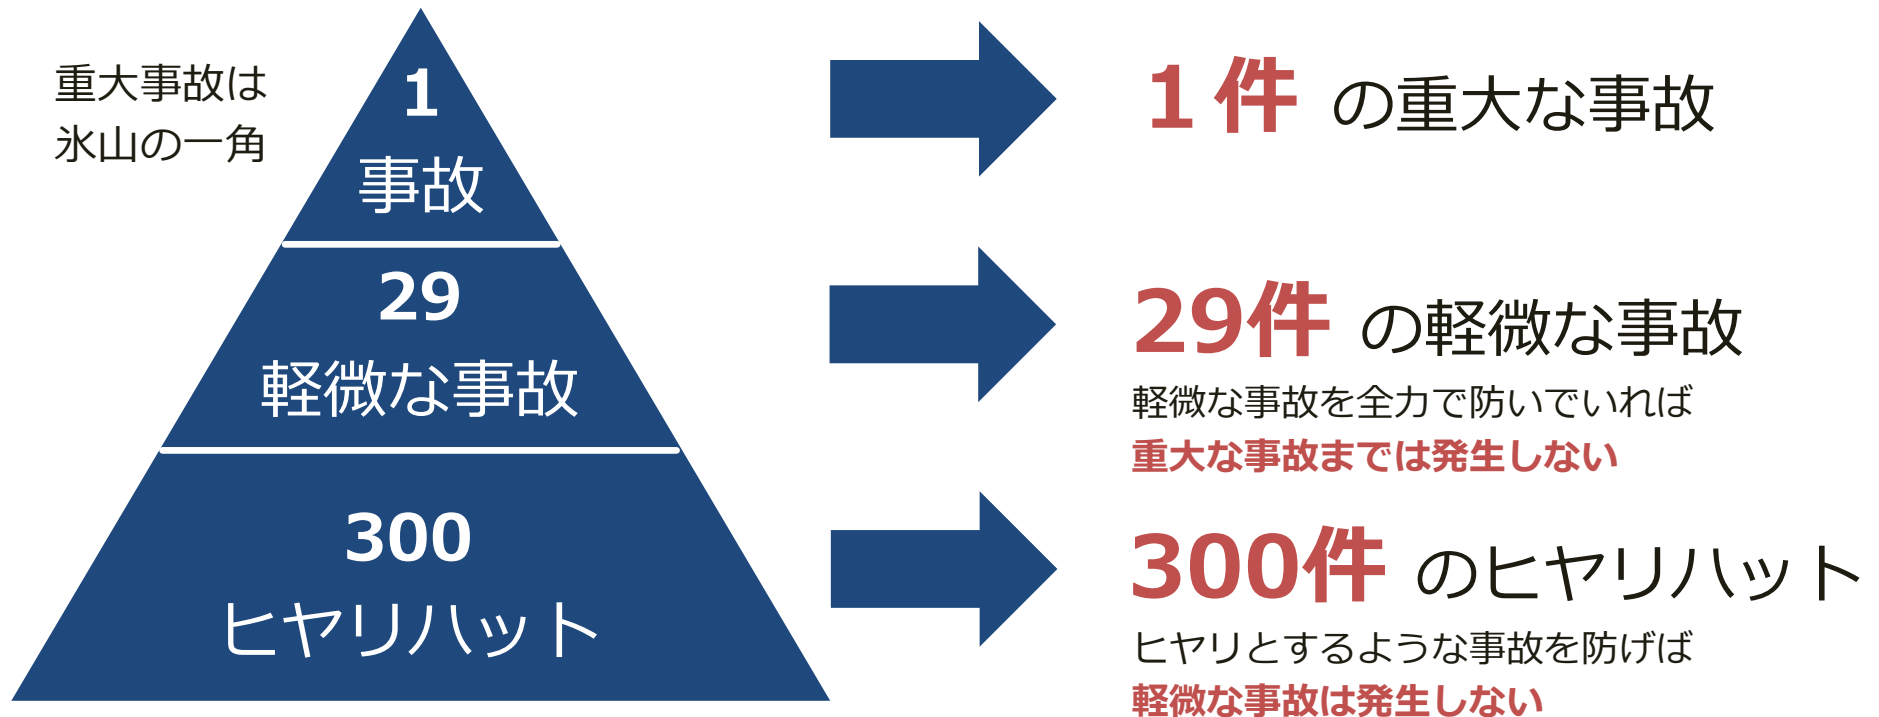 重大事故は
氷山の一角
1
事故
29
軽微な事故
300
ヒヤリハット
1件 の重大な事故
29件 の軽微な事故
軽微な事故を全力で防いでいれば
重大な事故までは発生しない
300件 のヒヤリハット
ヒヤリとするような事故を防げば
軽微な事故は発生しない